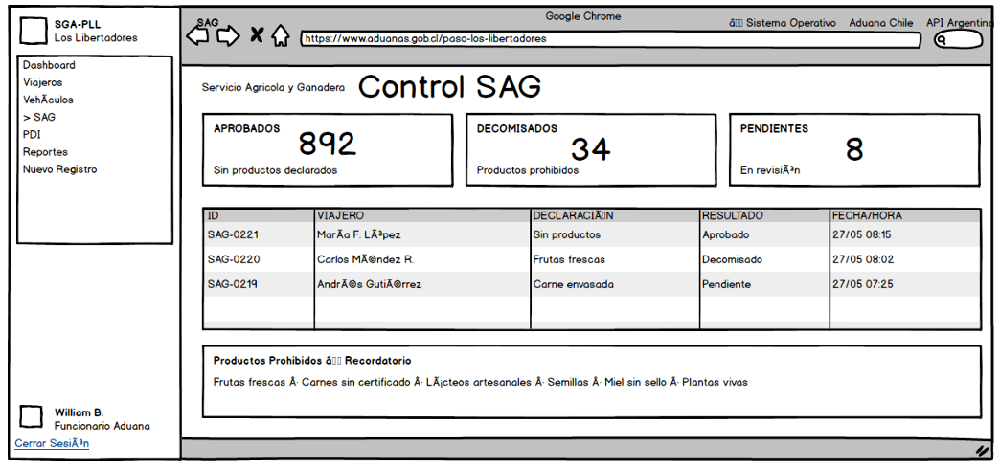 SGA-PLL
Los Libertadores
Dashboard
Viajeros
VehÃ­culos
> SAG
PDI
Reportes
Nuevo Registro
William B.
Funcionario Aduana
Cerrar SesiÃ³n
Google Chrome
SAG
â Sistema Operativo Aduana Chile API Argentina
https://www.aduanas.gob.cl/paso-los-libertadores
Servicio Agricola y Ganadera Control SAG
APROBADOS
892
Sin productos declarados
DECOMISADOS
34
Productos prohibidos
PENDIENTES
8
En revisiÃ³n
ID VIAJERO DECLARACIÃN RESULTADO FECHA/HORA
SAG-0221 MarÃ­a F. LÃ³pez Sin productos Aprobado 27/05 08:15
SAG-0220 Carlos MÃ©ndez R. Frutas frescas Decomisado 27/05 08:02
SAG-0219 AndrÃ©s GutiÃ©rrez Carne envasada Pendiente 27/05 07:25
Productos Prohibidos â Recordatorio
Frutas frescas Â· Carnes sin certificado Â· LÃ¡cteos artesanales Â· Semillas Â· Miel sin sello Â· Plantas vivas